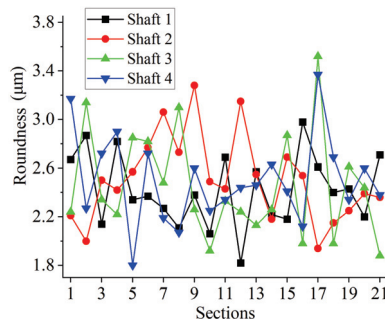 Shaft 1
Shaft 2
Shaft 3
Shaft 4
Roundness (μm)
3.8
3.4
3.0
2.6
2.2
1.8
1 3 5 7 9 11 13 15 17 19 21
Sections